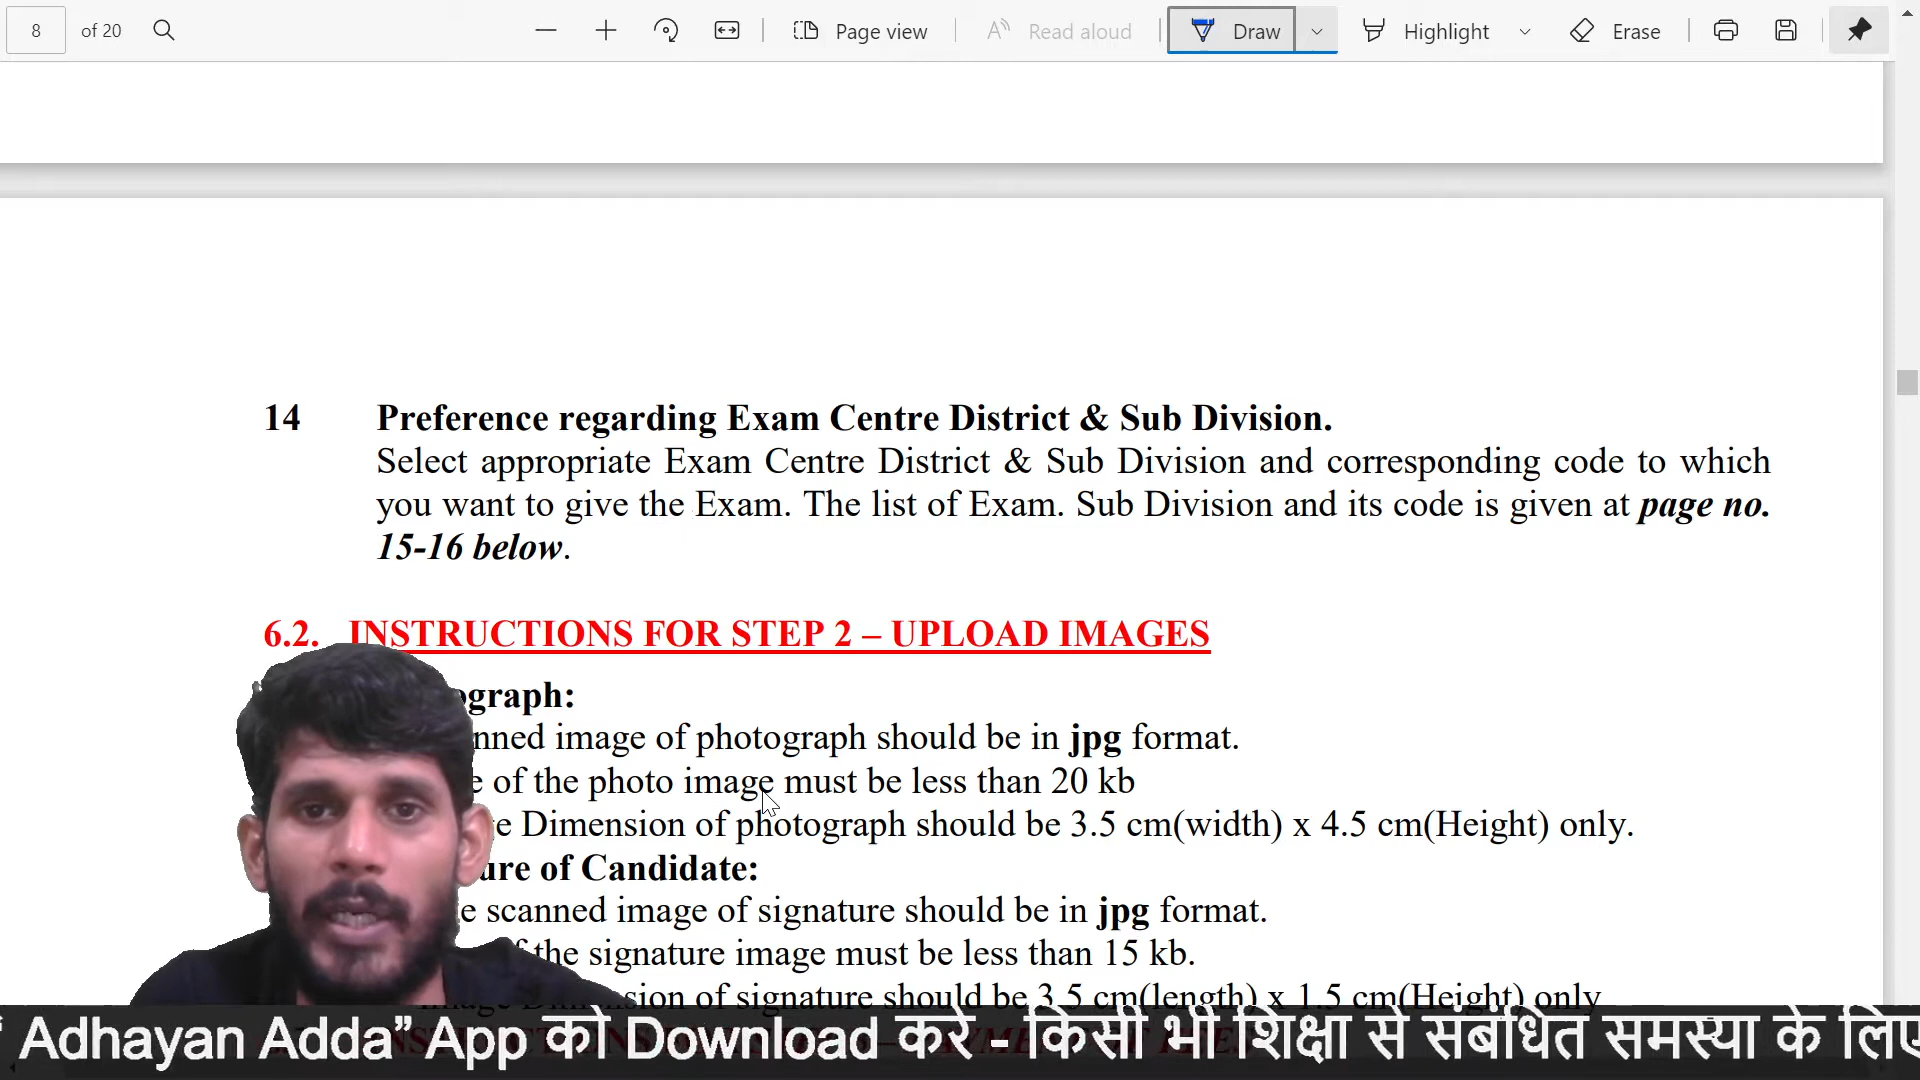 8 of 20 Page view Read aloud Draw Highlight Erase
14 Preference regarding Exam Centre District & Sub Division.
Select appropriate Exam Centre District & Sub Division and corresponding code to which
you want to give the Exam. The list of Exam. Sub Division and its code is given at page no.
15-16 below.
6.2. INSTRUCTIONS FOR STEP 2 – UPLOAD IMAGES
ograph:
nned image of photograph should be in jpg format.
e of the photo image must be less than 20 kb
e Dimension of photograph should be 3.5 cm(width) x 4.5 cm(Height) only.
ure of Candidate:
e scanned image of signature should be in jpg format.
f the signature image must be less than 15 kb.
sion of signature should be 3.5 cm(length) x 1.5 cm(Height) only
“ Adhayan Adda” App को Download करे - किसी भी शिक्षा से संबंधित समस्या के लिए